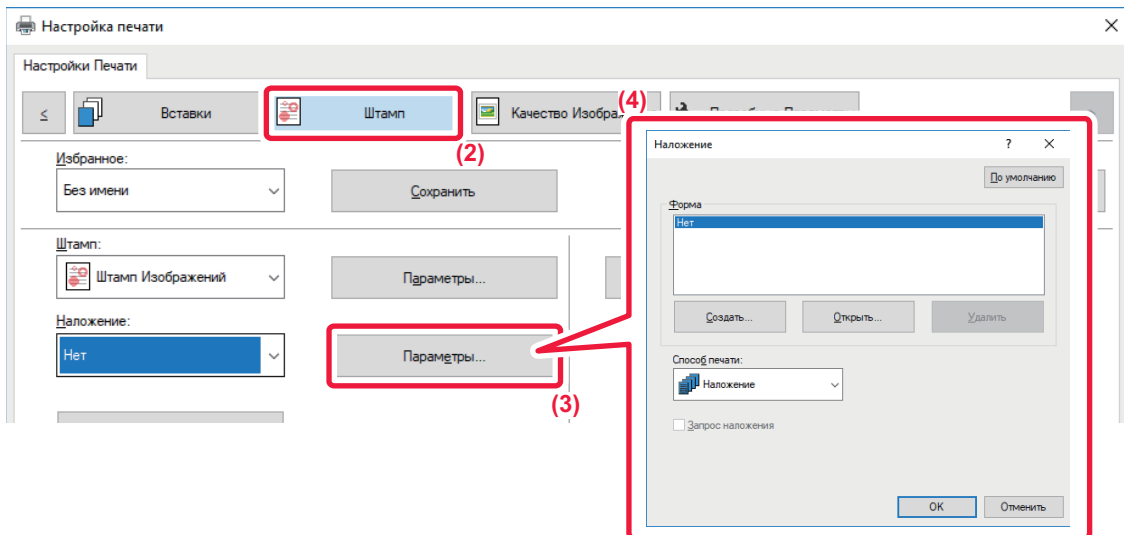 Настройка печати
Настройки Печати
≤ Вставки Штамп Качество Изобра
(4)
(2)
Избранное:
Без имени
Сохранить
Штамп:
Штамп Изображений
Параметры...
Наложение:
Нет
Параметры...
(3)
Наложение ?
По умолчанию
Форма
Нет
Создать... Открыть... Удалить
Способ печати:
Наложение
Запрос наложения
OK Отменить